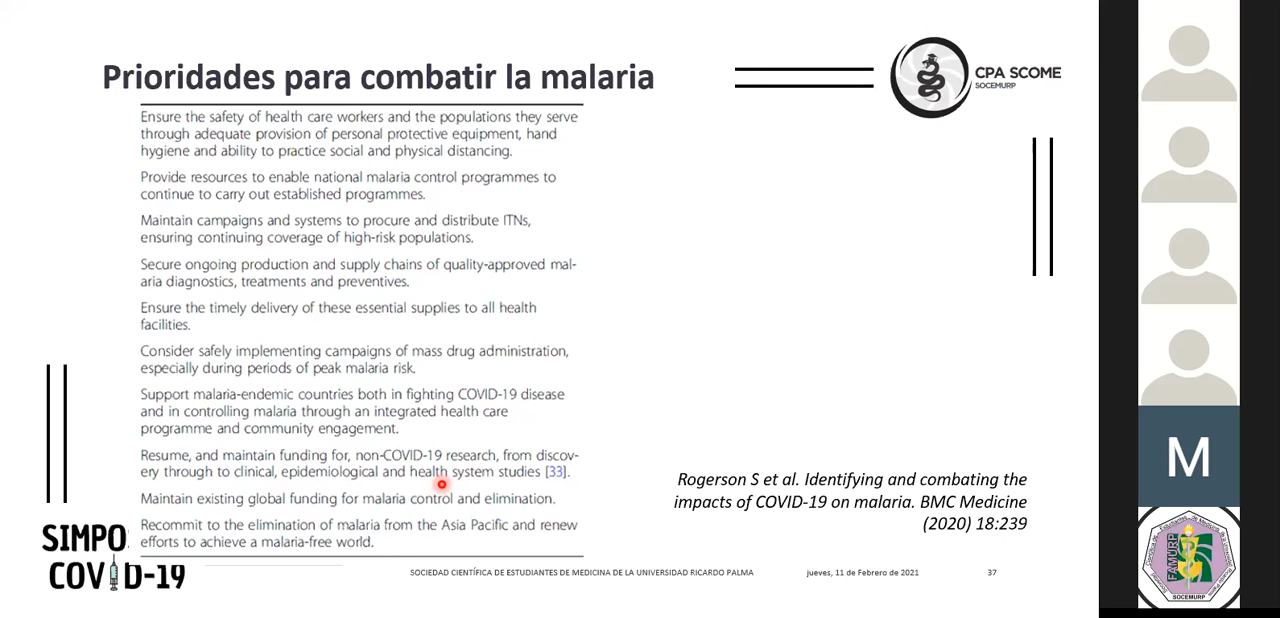 Prioridades para combatir la malaria
CPA SCOME
SOCEMURP
Ensure the safety of health care workers and the populations they serve
through adequate provision of personal protective equipment, hand
hygiene and ability to practice social and physical distancing.
Provide resources to enable national malaria control programmes to
continue to carry out established programmes.
Maintain campaigns and systems to procure and distribute ITNs,
ensuring continuing coverage of high-risk populations.
Secure ongoing production and supply chains of quality-approved mal-
aria diagnostics, treatments and preventives.
Ensure the timely delivery of these essential supplies to all health
facilities.
Consider safely implementing campaigns of mass drug administration,
especially during periods of peak malaria risk.
Support malaria-endemic countries both in fighting COVID-19 disease
and in controlling malaria through an integrated health care
programme and community engagement.
Resume, and maintain funding for, non-COVID-19 research, from discov-
ery through to clinical, epidemiological and health system studies [33].
Maintain existing global funding for malaria control and elimination.
Recommit to the elimination of malaria from the Asia Pacific and renew
efforts to achieve a malaria-free world.
Rogerson S et al. Identifying and combating the
impacts of COVID-19 on malaria. BMC Medicine
(2020) 18:239
SIMPO
COV D-19
SOCIEDAD CIENTÍFICA DE ESTUDIANTES DE MEDICINA DE LA UNIVERSIDAD RICARDO PALMA
jueves, 11 de Febrero de 2021
37
M
FAMURP
SOCEMURP